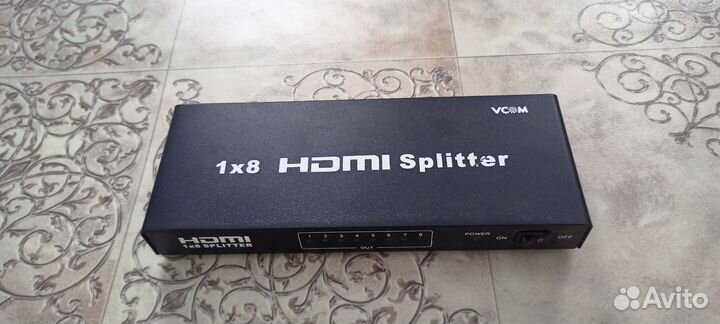 VCOM
1x8 HDMI Splitter
HDMI
1x8 SPLITTER
1 2 3 4 5 6 7 8
OUT
POWER
ON
OFF
Avito